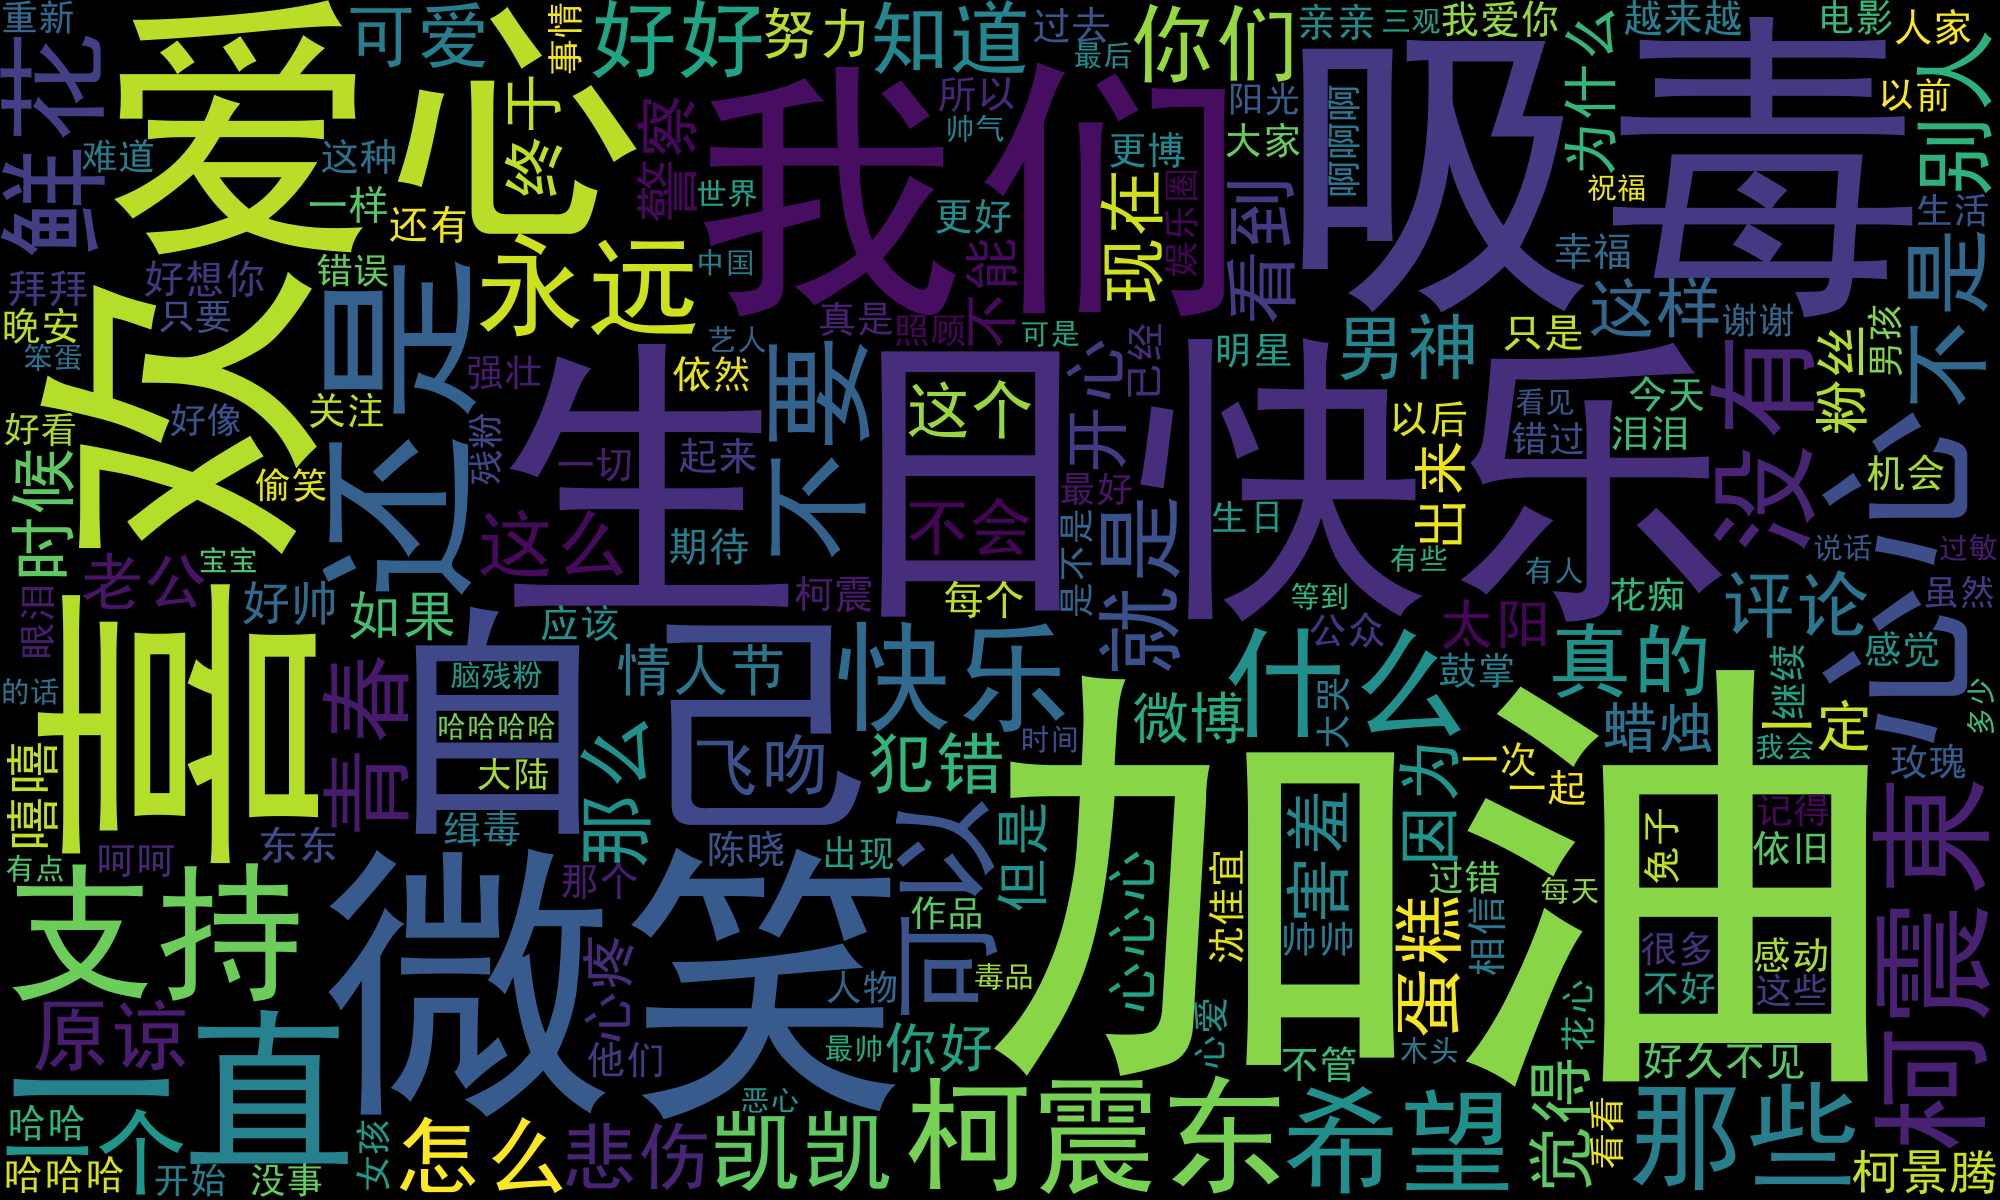 重新
鲜花
爱心
可爱
事情
好好
努力
知道
过去
最后
你们
亲亲
三观
我爱你
为什么
越来越
电影
人家
以前
别人
难道
这种
一样
还有
终于
警察
世界
中国
我们
所以
帅气
阳光
大家
更博
更好
现在
娱乐圈
看到
啊啊啊
吸毒
祝福
生活
幸福
不是
拜拜
晚安
笨蛋
好想你
只要
错误
喜欢
还是
永远
不能
真是
照顾
可是
艺人
明星
男神
这样
谢谢
只是
男孩
粉丝
没有
好看
好像
关注
偷笑
时候
强壮
残粉
依然
不要
这个
开心
已经
以后
出来
看见
错过
今天
泪泪
机会
心心
生日快乐
一切
起来
这么
期待
不会
最好
是不是
就是
生日
有些
有人
说话
过敏
虽然
老公
宝宝
眼泪
好帅
如果
应该
柯震
每个
等到
公众
太阳
花痴
评论
感觉
的话
嘻嘻
青春
自己
脑残粉
哈哈哈哈
大陆
情人节
快乐
飞吻
那么
犯错
时间
微博
什么
大哭
鼓掌
真的
蜡烛
一定
继续
我会
多少
玫瑰
有点
呵呵
东东
缉毒
陈晓
出现
那个
可以
但是
心心心
沈佳宜
害羞
帅帅
因为
一次
一起
加油
兔子
记得
依旧
柯震東
支持
微笑
心疼
作品
人物
毒品
蛋糕
过错
相信
每天
很多
感动
不好
这些
原谅
一直
他们
最帅
你好
心爱
不管
木头
花心
好久不见
哈哈
一个
哈哈哈
开始
没事
女孩
怎么
悲伤
恶心
凯凯
柯震东
希望
觉得
看看
那些
柯景腾